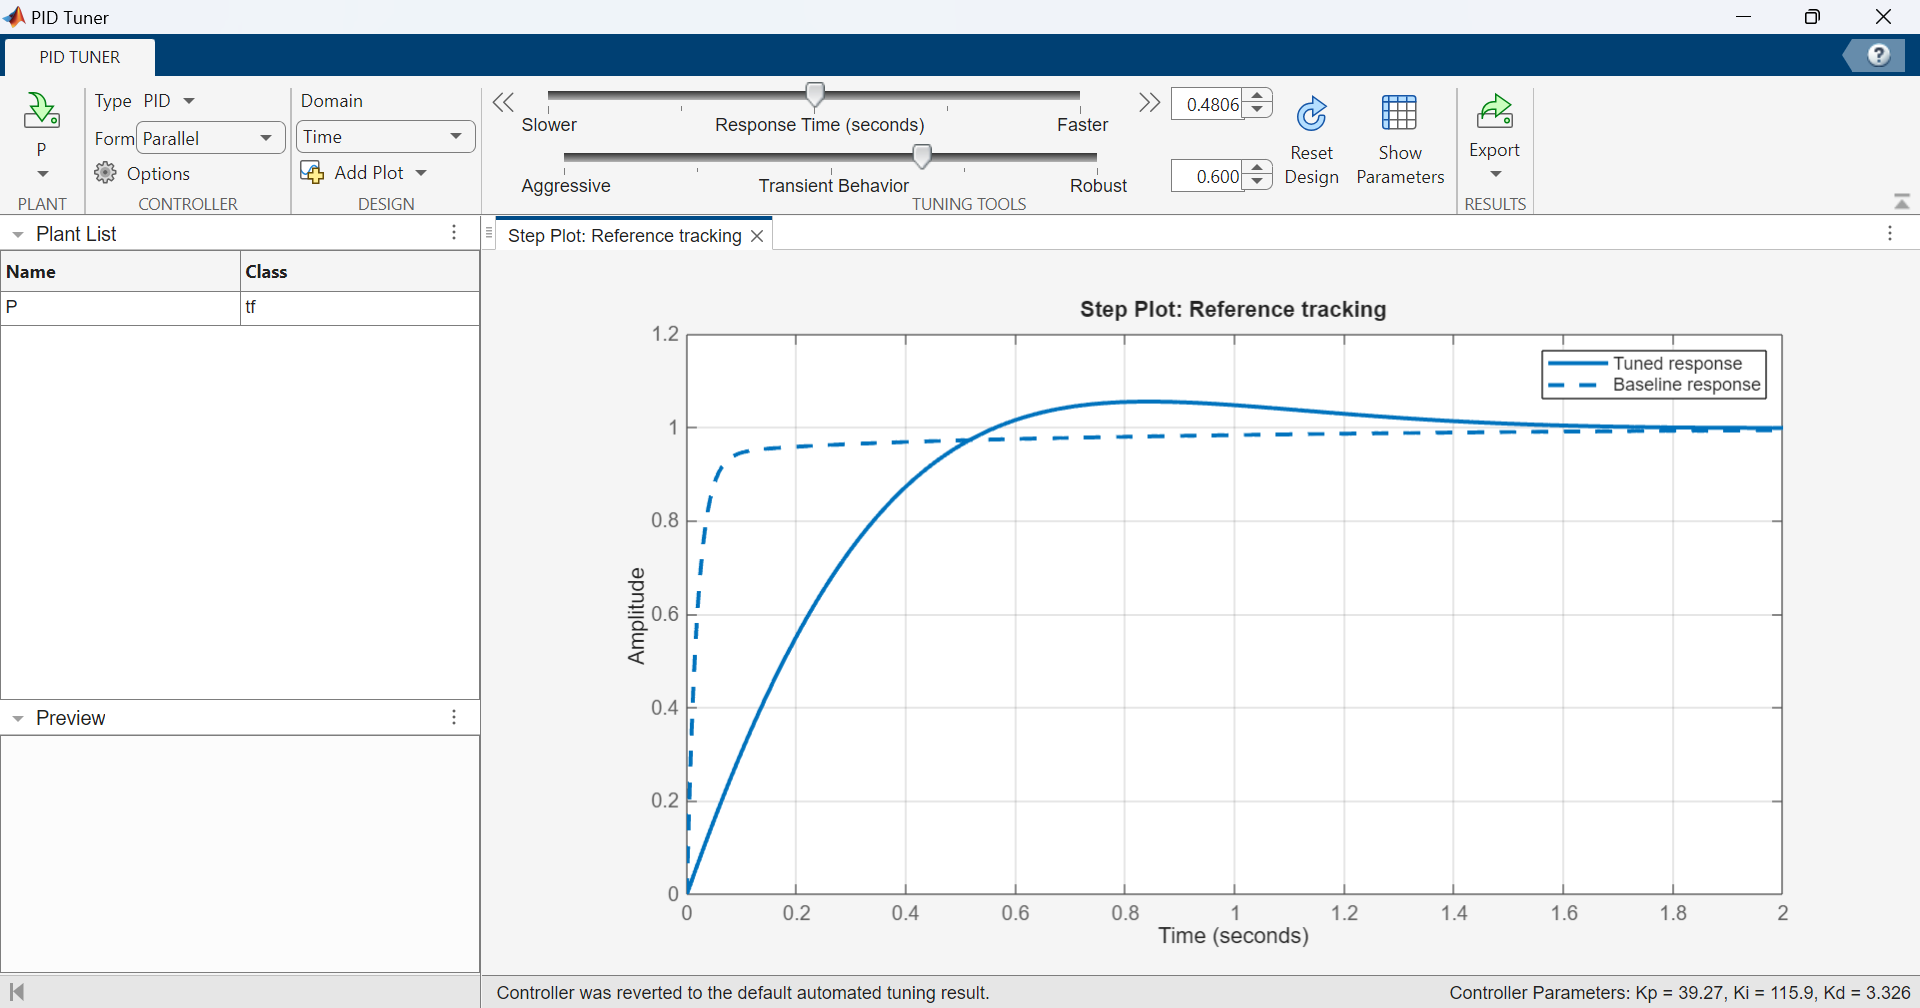 PID Tuner
PID TUNER
Type PID
Form Parallel
Options
P
PLANT
CONTROLLER
Domain
Time
Add Plot
DESIGN
Slower Response Time (seconds) Faster
0.4806
Aggressive Transient Behavior Robust
0.600
Reset Design
Show Parameters
TUNING TOOLS
Export
RESULTS
Plant List
Name Class
P tf
Preview
Step Plot: Reference tracking
Step Plot: Reference tracking
Tuned response
Baseline response
Amplitude
1.2
1
0.8
0.6
0.4
0.2
0
0 0.2 0.4 0.6 0.8 1 1.2 1.4 1.6 1.8 2
Time (seconds)
Controller was reverted to the default automated tuning result.
Controller Parameters: Kp = 39.27, Ki = 115.9, Kd = 3.326